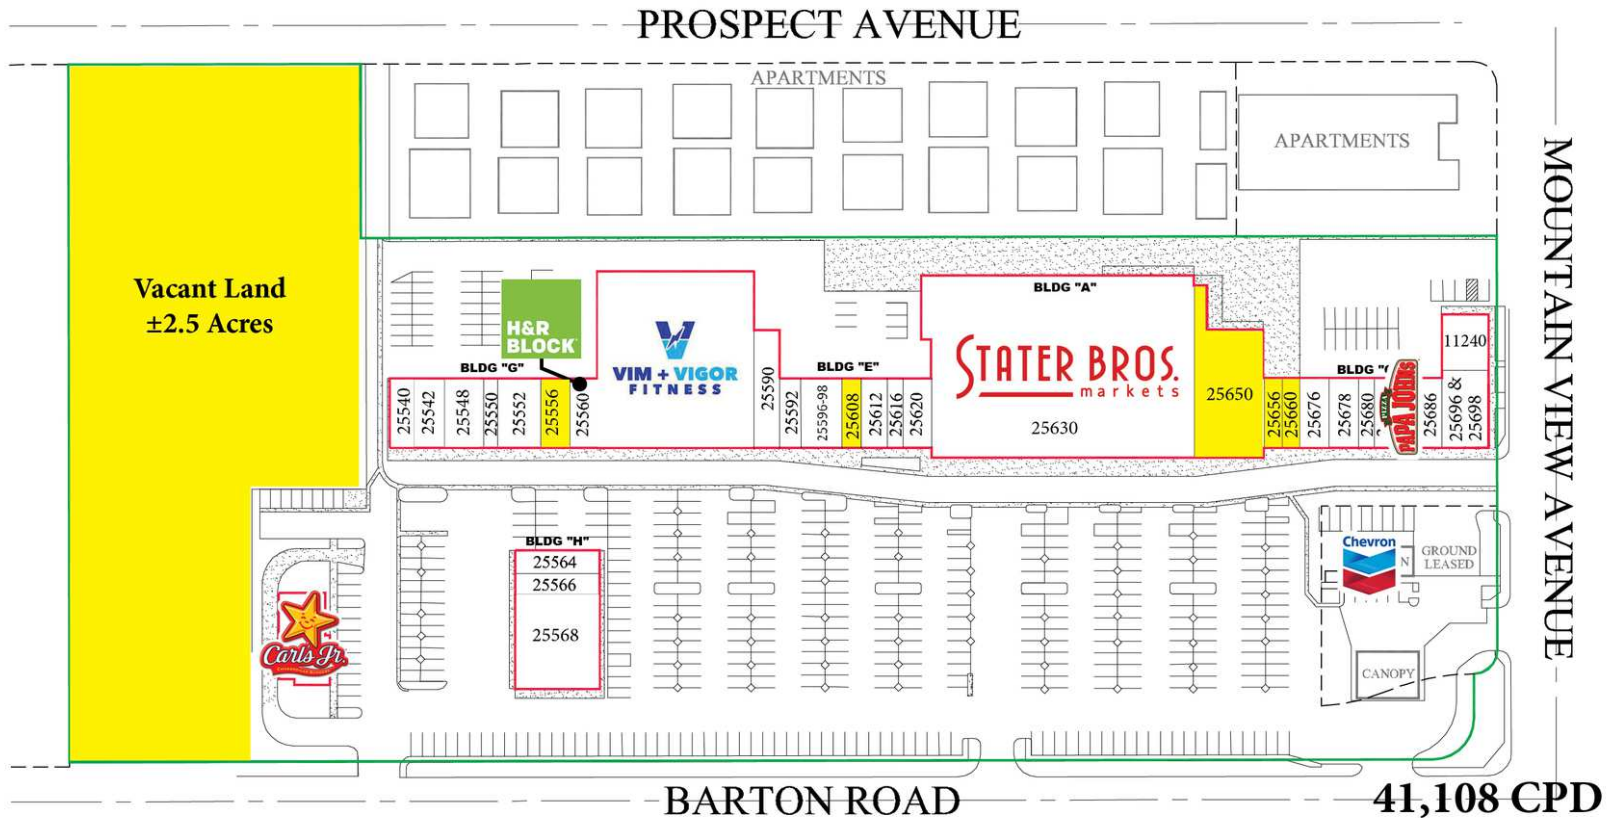 PROSPECT AVENUE
APARTMENTS
APARTMENTS
MOUNTAIN VIEW AVENUE
Vacant Land
±2.5 Acres
H&R
BLOCK
BLDG "G"
25540
25542
25548
25550
25552
25556
25560
VIM + VIGOR
FITNESS
25590
25592
25596-98
BLDG "E"
25608
25612
25616
25620
BLDG "A"
STATER BROS.
markets
25630
25650
25656
25660
25676
25678
25680
BLDG "
PIZZA
PAPA JOHNS
25686
25696 &
25698
11240
BLDG "H"
25564
25566
25568
Carl's Jr.
Chevron
N
GROUND
LEASED
CANOPY
BARTON ROAD
41,108 CPD